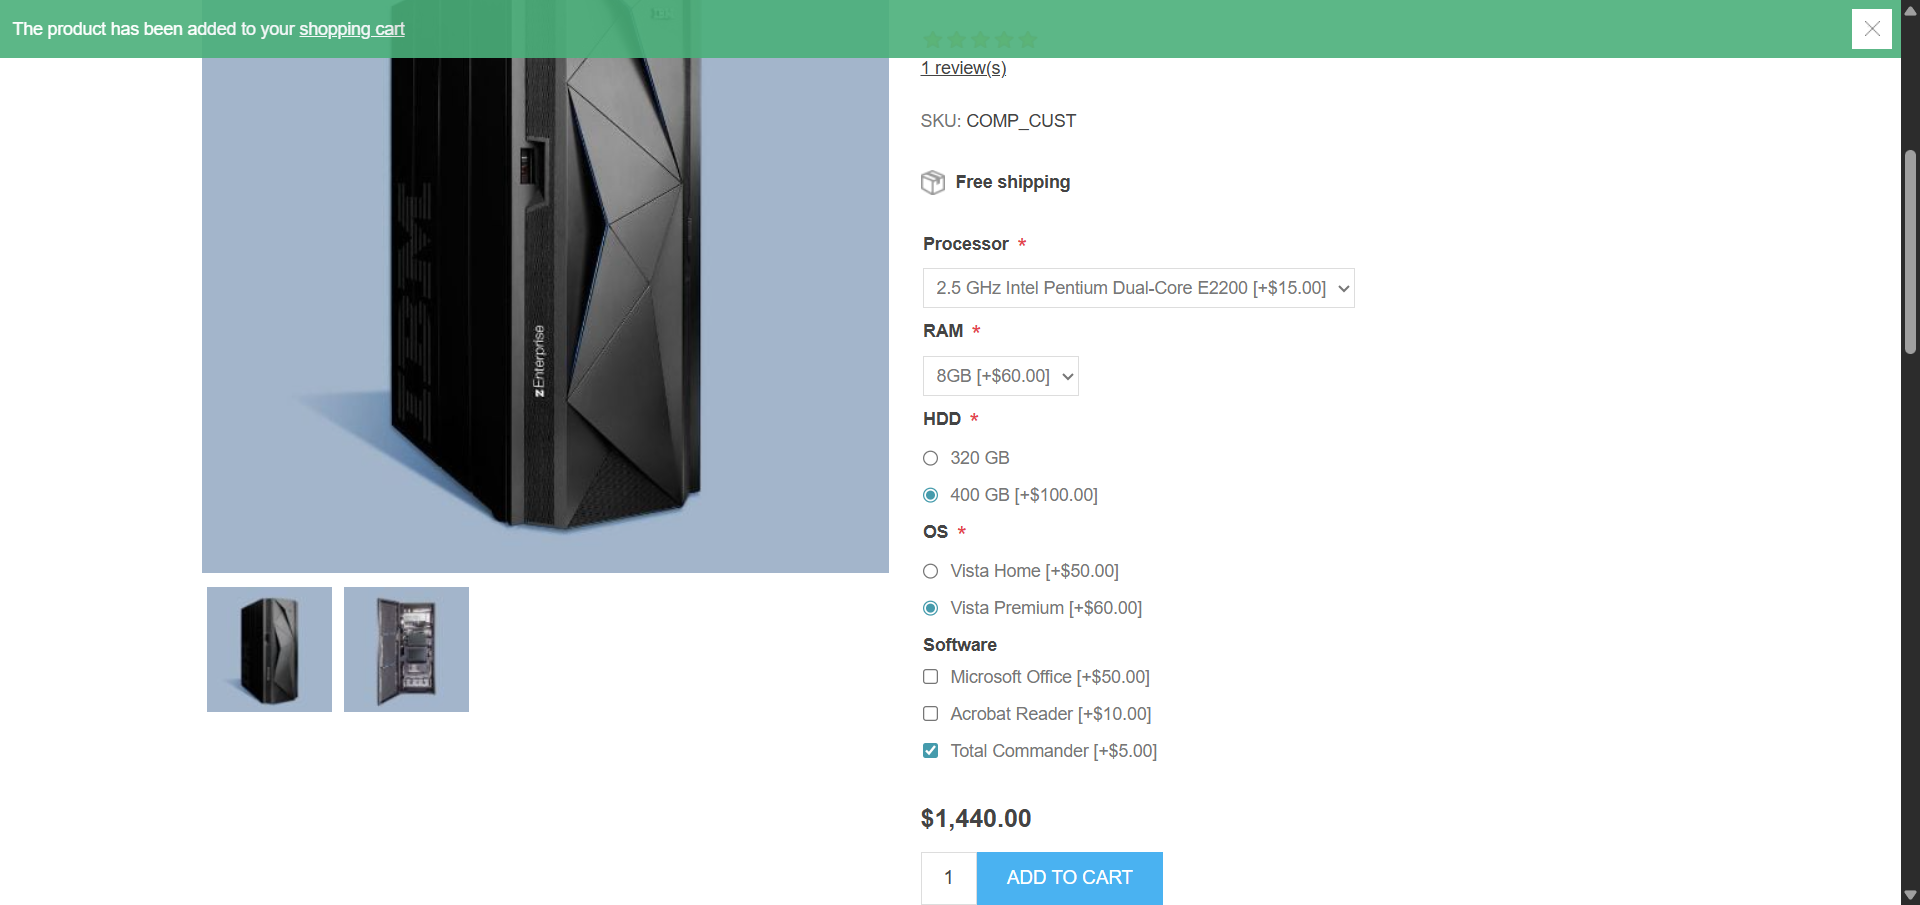 The product has been added to your shopping cart
1 review(s)
SKU: COMP_CUST
Free shipping
Processor *
2.5 GHz Intel Pentium Dual-Core E2200 [+$15.00]
RAM *
8GB [+$60.00]
HDD *
320 GB
400 GB [+$100.00]
OS *
Vista Home [+$50.00]
Vista Premium [+$60.00]
Software
Microsoft Office [+$50.00]
Acrobat Reader [+$10.00]
Total Commander [+$5.00]
$1,440.00
1
ADD TO CART
IBM
zEnterprise